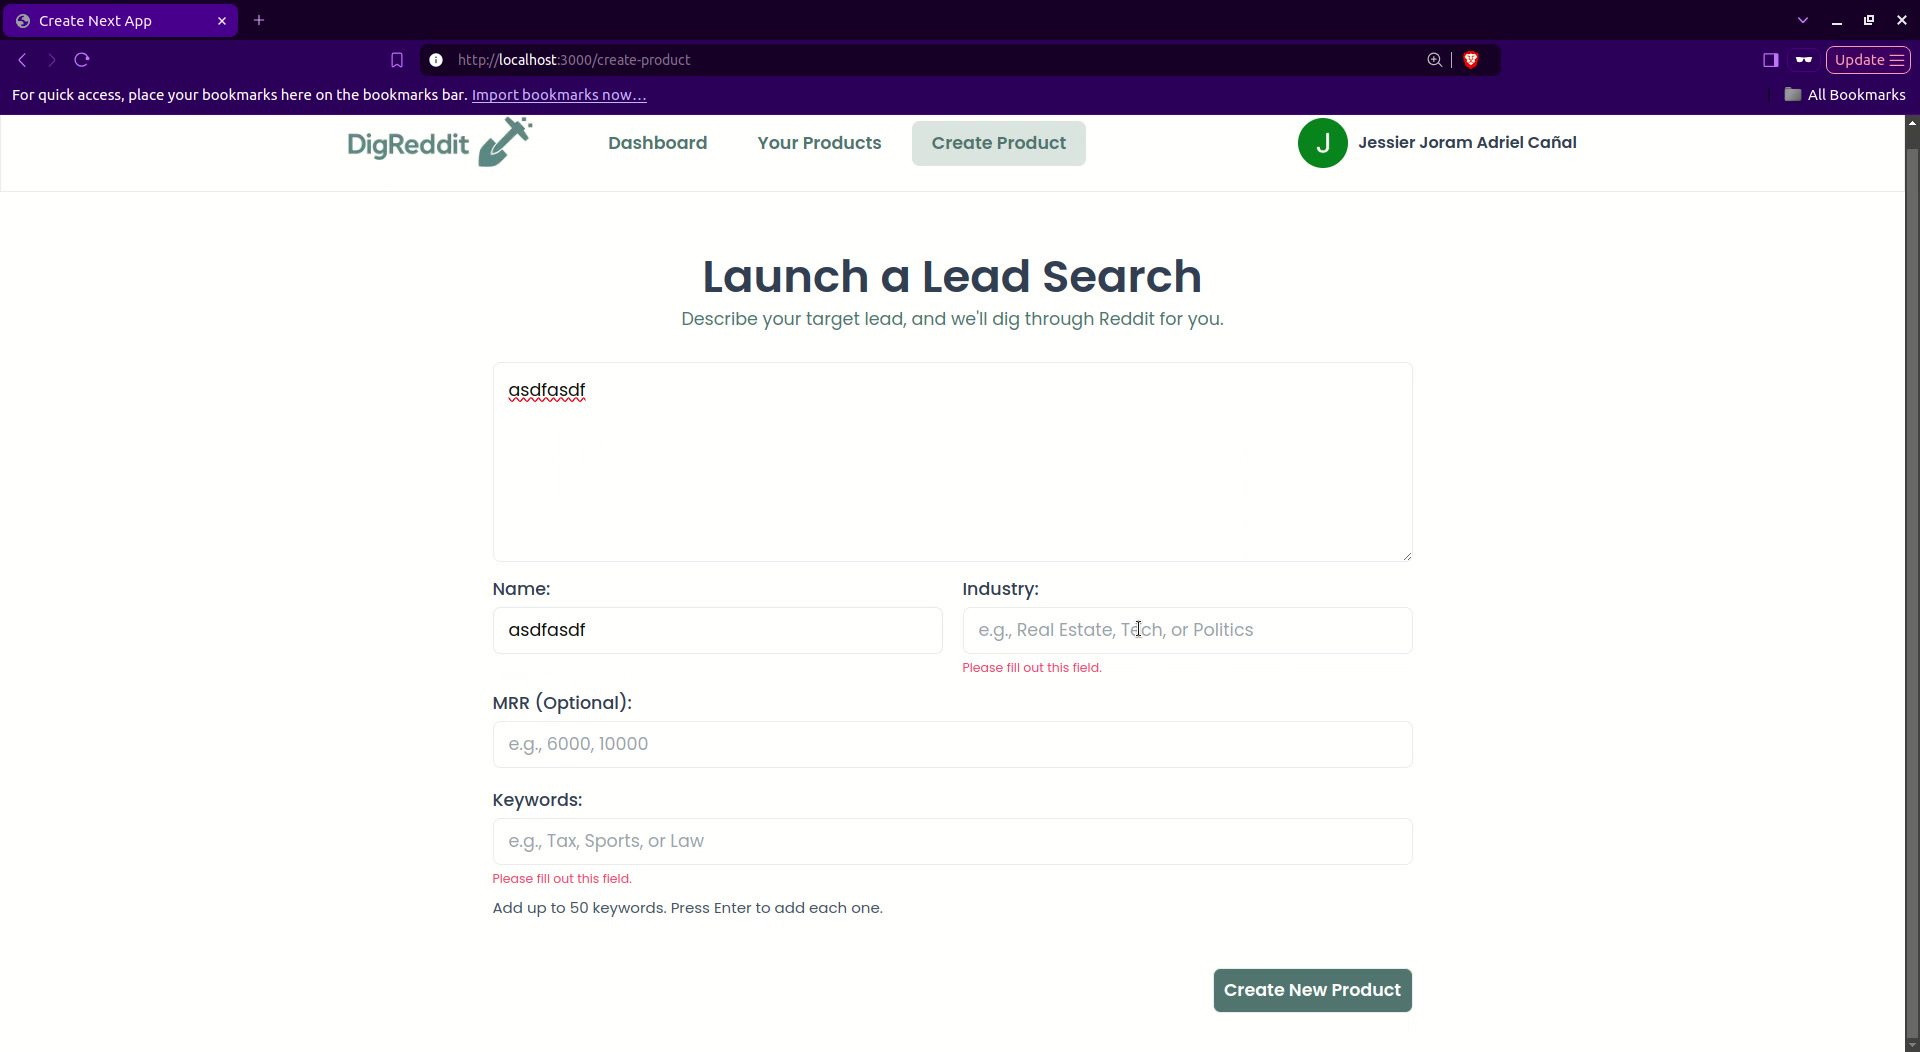 Create Next App
http://localhost:3000/create-product
Update
For quick access, place your bookmarks here on the bookmarks bar. Import bookmarks now...
All Bookmarks
DigReddit
Dashboard
Your Products
Create Product
J
Jessier Joram Adriel Cañal
Launch a Lead Search
Describe your target lead, and we'll dig through Reddit for you.
asdfasdf
Name:
Industry:
asdfasdf
e.g., Real Estate, Tech, or Politics
Please fill out this field.
MRR (Optional):
e.g., 6000, 10000
Keywords:
e.g., Tax, Sports, or Law
Please fill out this field.
Add up to 50 keywords. Press Enter to add each one.
Create New Product